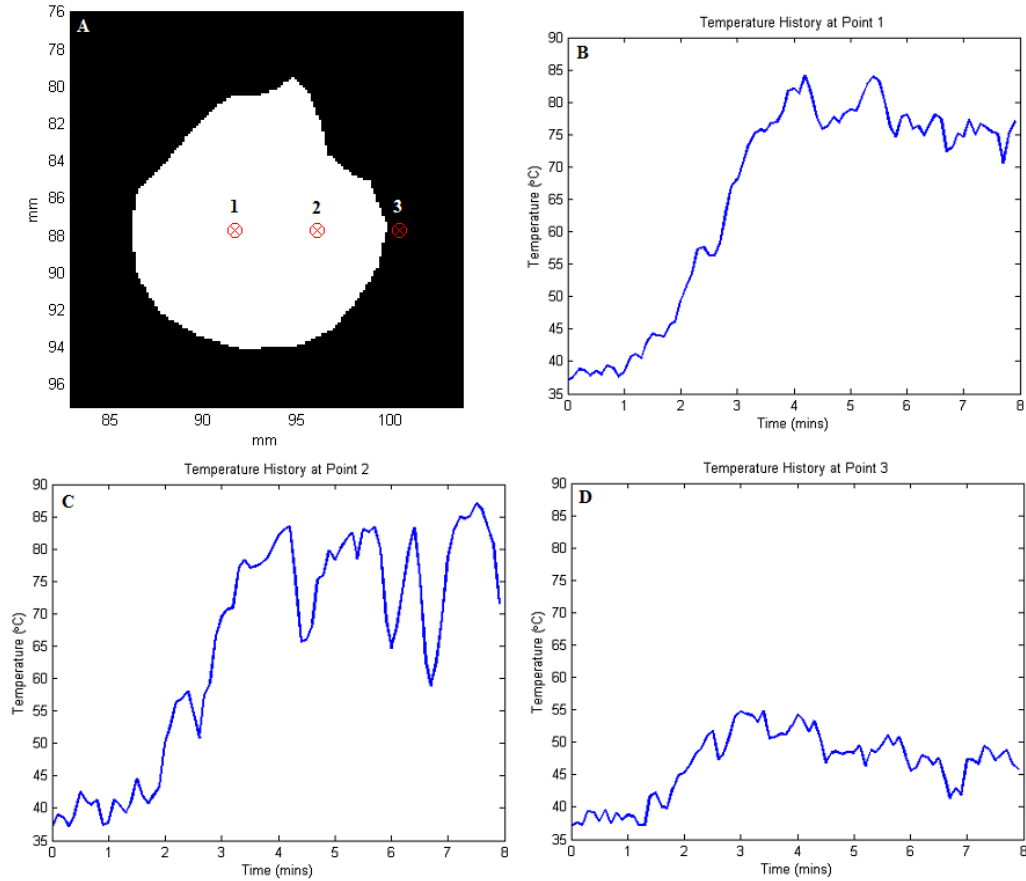 A
76
78
80
82
84
86
88
90
92
94
96
mm
1 2 3
85 90 95 100
mm
Temperature History at Point 1
B
90
85
80
75
70
65
60
55
50
45
40
35
Temperature (ºC)
0 1 2 3 4 5 6 7 8
Time (mins)
Temperature History at Point 2
C
90
85
80
75
70
65
60
55
50
45
40
35
Temperature (ºC)
0 1 2 3 4 5 6 7 8
Time (mins)
Temperature History at Point 3
D
90
85
80
75
70
65
60
55
50
45
40
35
Temperature (ºC)
0 1 2 3 4 5 6 7 8
Time (mins)